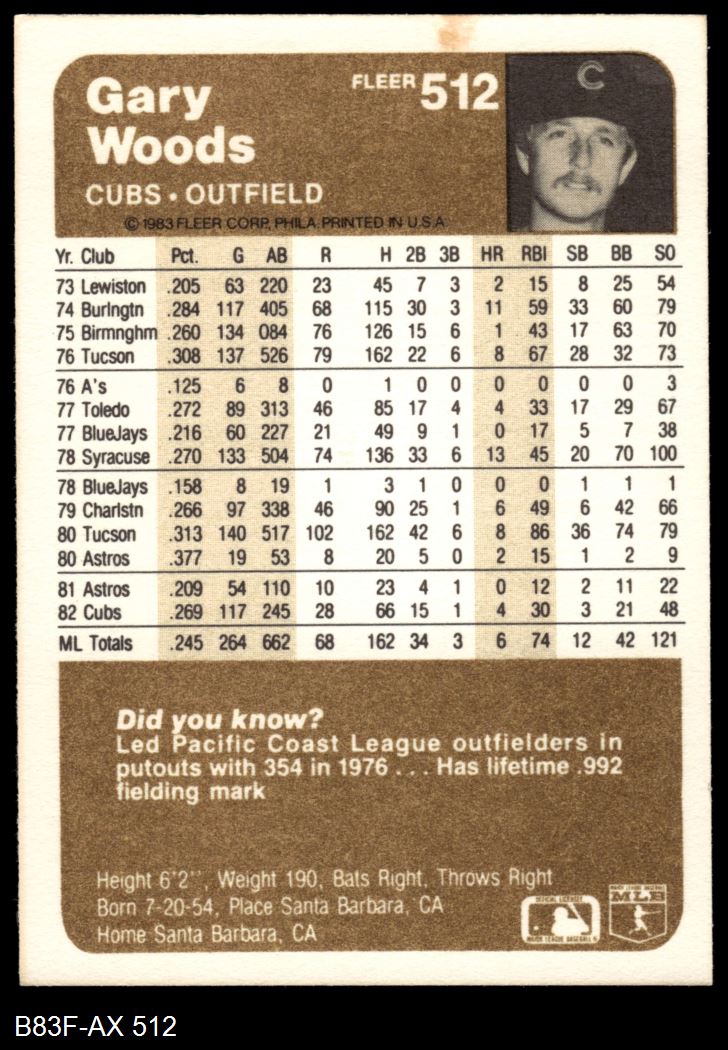 Gary
Woods
FLEER 512
C
CUBS • OUTFIELD
© 1983 FLEER CORP. PHILA. PRINTED IN U.S.A
Yr. Club Pct. G AB R H 2B 3B HR RBI SB BB SO
73 Lewiston .205 63 220 23 45 7 3 2 15 8 25 54
74 Burlngtn .284 117 405 68 115 30 3 11 59 33 60 79
75 Birmnghm .260 134 084 76 126 15 6 1 43 17 63 70
76 Tucson .308 137 526 79 162 22 6 8 67 28 32 73
76 A's .125 6 8 0 1 0 0 0 0 0 0 3
77 Toledo .272 89 313 46 85 17 4 4 33 17 29 67
77 BlueJays .216 60 227 21 49 9 1 0 17 5 7 38
78 Syracuse .270 133 504 74 136 33 6 13 45 20 70 100
78 BlueJays .158 8 19 1 3 1 0 0 0 1 1 1
79 Charlstn .266 97 338 46 90 25 1 6 49 6 42 66
80 Tucson .313 140 517 102 162 42 6 8 86 36 74 79
80 Astros .377 19 53 8 20 5 0 2 15 1 2 9
81 Astros .209 54 110 10 23 4 1 0 12 2 11 22
82 Cubs .269 117 245 28 66 15 1 4 30 3 21 48
ML Totals .245 264 662 68 162 34 3 6 74 12 42 121
Did you know?
Led Pacific Coast League outfielders in
putouts with 354 in 1976 . . . Has lifetime .992
fielding mark
Height 6'2'', Weight 190, Bats Right, Throws Right
Born 7-20-54, Place Santa Barbara, CA
Home Santa Barbara, CA
OFFICIAL LICENSEE
MAJOR LEAGUE BASEBALL
MAJOR LEAGUE BASEBALL
MLB
B83F-AX 512